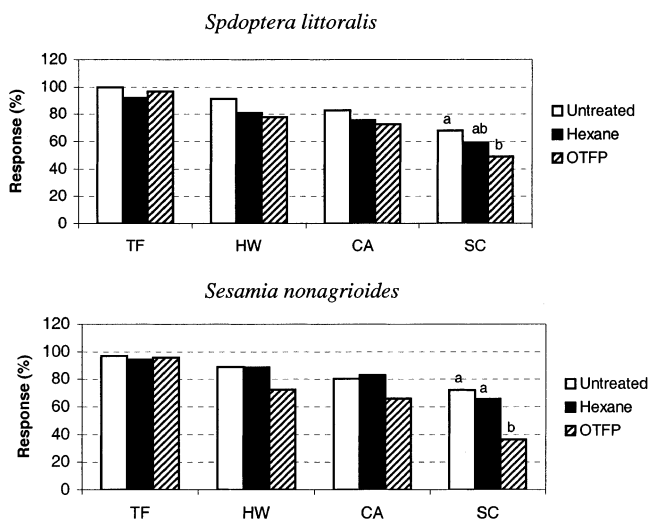 Spdoptera littoralis
120
100
80
60
40
20
0
Response (%)
a
ab
b
TF
HW
CA
SC
Untreated
Hexane
OTFP
Sesamia nonagrioides
120
100
80
60
40
20
0
Response (%)
a
a
b
TF
HW
CA
SC
Untreated
Hexane
OTFP